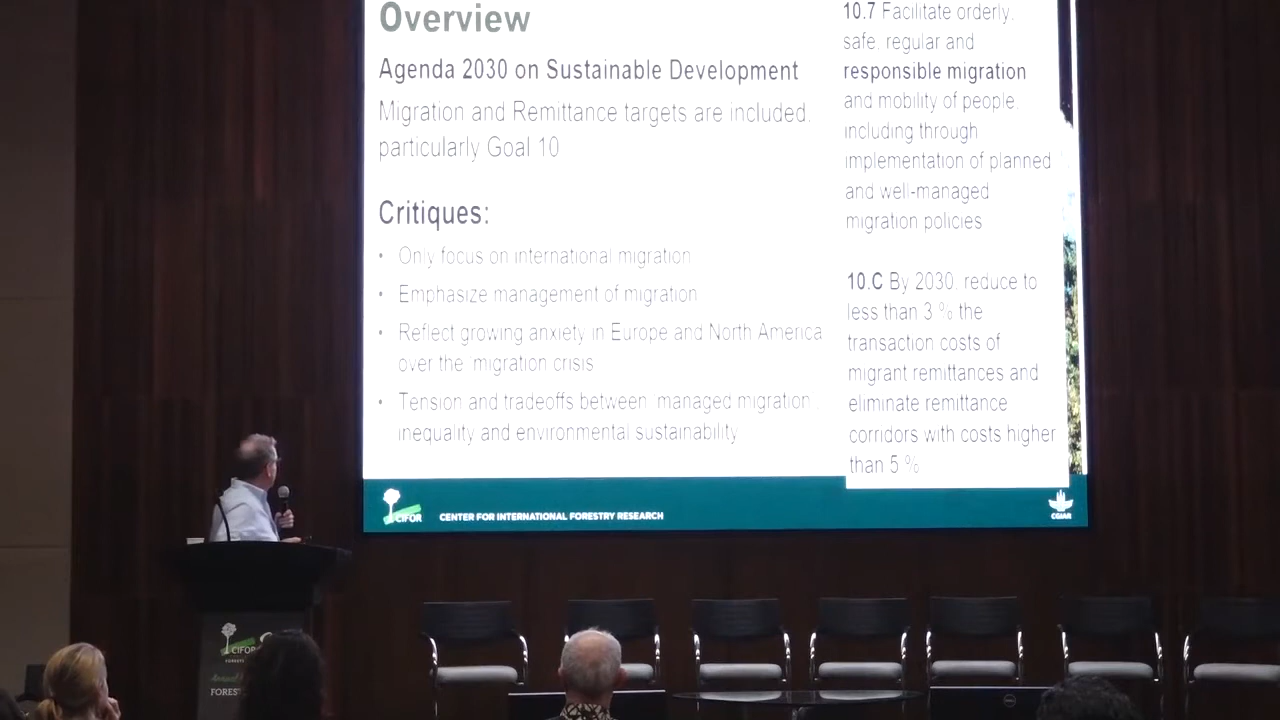 Overview
Agenda 2030 on Sustainable Development
Migration and Remittance targets are included,
particularly Goal 10
Critiques:
• Only focus on international migration
• Emphasize management of migration
• Reflect growing anxiety in Europe and North America
over the 'migration crisis
• Tension and tradeoffs between 'managed migration',
inequality and environmental sustainability
10.7 Facilitate orderly,
safe, regular and
responsible migration
and mobility of people,
including through
implementation of planned
and well-managed
migration policies
10.C By 2030, reduce to
less than 3 % the
transaction costs of
migrant remittances and
eliminate remittance
corridors with costs higher
than 5 %
CIFOR
CENTER FOR INTERNATIONAL FORESTRY RESEARCH
CGIAR
CIFOR
Annual
DELL